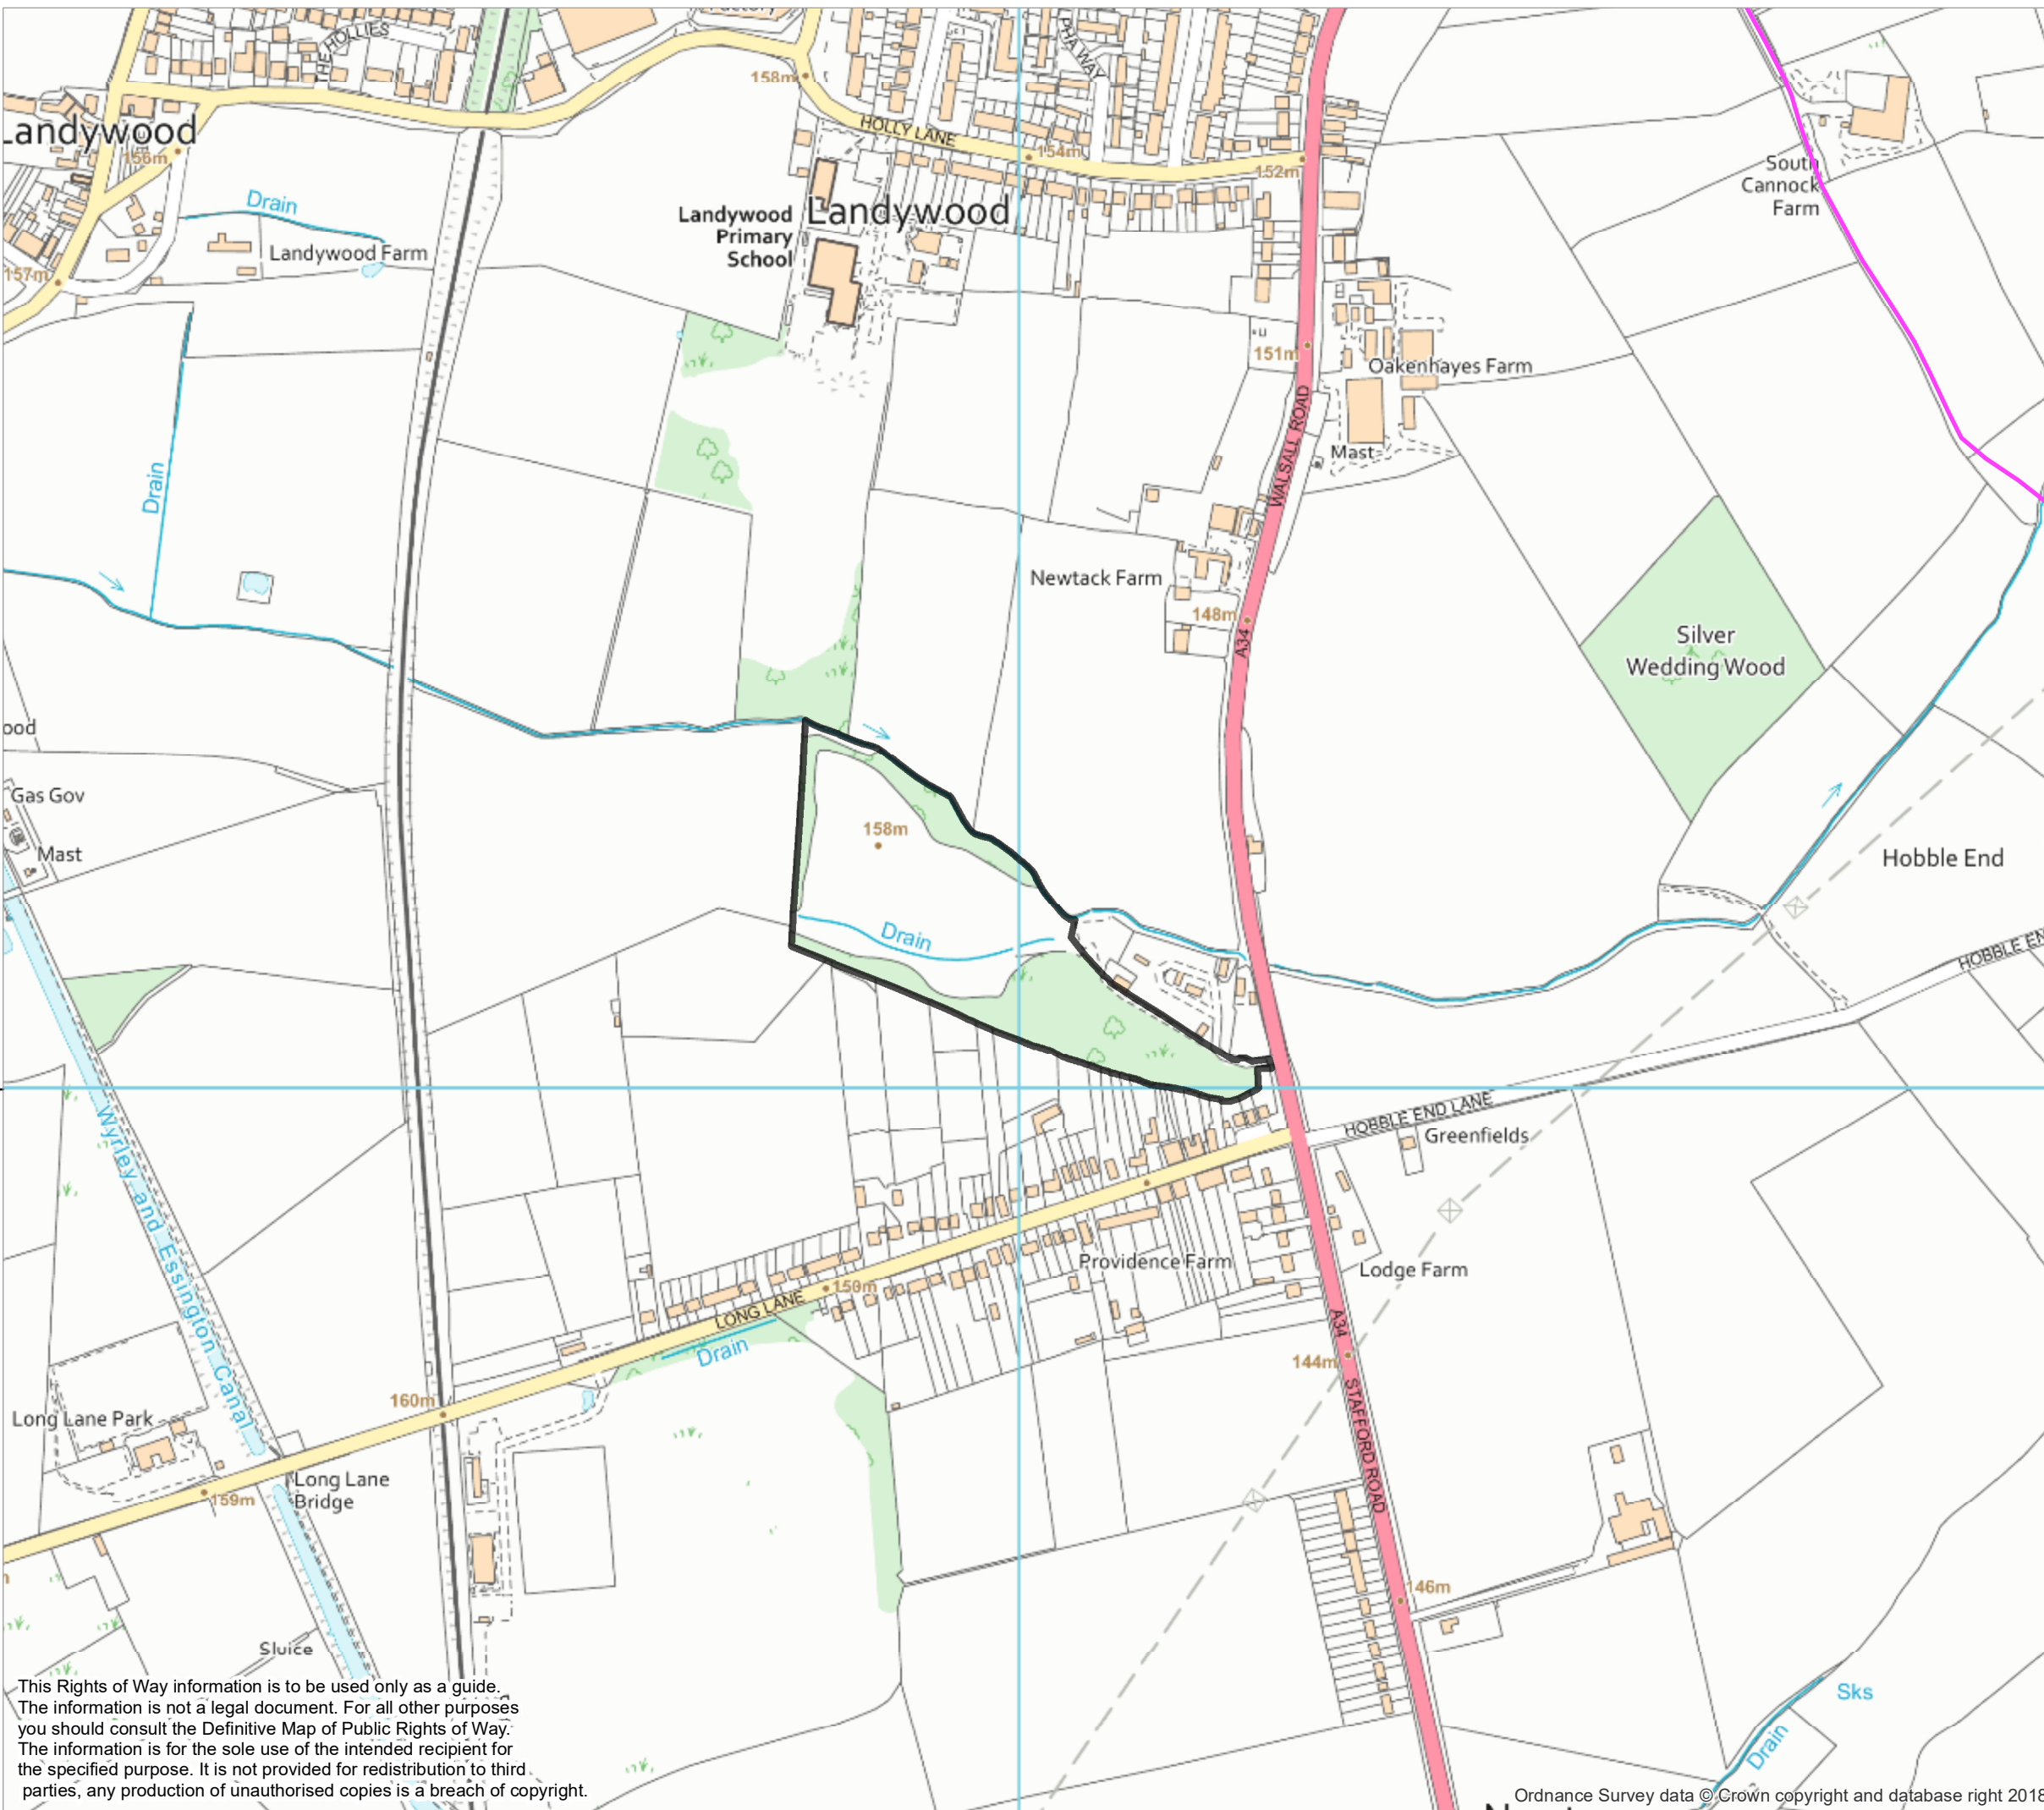 Factory
THE HOLLIES
PHA WAY
158m
HOLLY LANE
Landywood
156m
154m
152m
South
Cannock
Farm
Drain
Landywood
Primary
School
Landywood
Landywood Farm
157m
151m
Oakenhayes Farm
WALSALL ROAD
Mast
Drain
Newtack Farm
148m
A34
Silver
Wedding Wood
ood
Gas Gov
Mast
158m
Hobble End
Drain
HOBBLE EN
HOBBLE END LANE
Greenfields
Wyrley and Essington Canal
Providence Farm
Lodge Farm
150m
LONG LANE
Drain
A34
144m
STAFFORD ROAD
160m
Long Lane Park
Long Lane
Bridge
159m
146m
Sluice
This Rights of Way information is to be used only as a guide.
The information is not a legal document. For all other purposes
you should consult the Definitive Map of Public Rights of Way.
The information is for the sole use of the intended recipient for
the specified purpose. It is not provided for redistribution to third
parties, any production of unauthorised copies is a breach of copyright.
Sks
Drain
Ordnance Survey data © Crown copyright and database right 2018